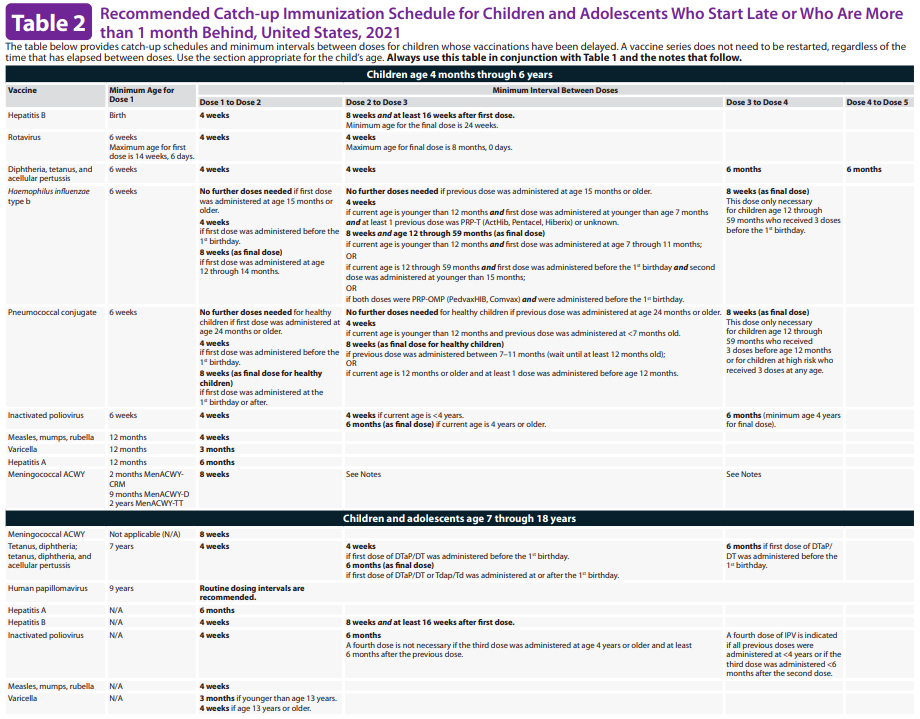 Table 2
Recommended Catch-up Immunization Schedule for Children and Adolescents Who Start Late or Who Are More
than 1 month Behind, United States, 2021
The table below provides catch-up schedules and minimum intervals between doses for children whose vaccinations have been delayed. A vaccine series does not need to be restarted, regardless of the
time that has elapsed between doses. Use the section appropriate for the child's age. Always use this table in conjunction with Table 1 and the notes that follow.
Children age 4 months through 6 years
Vaccine
Minimum Age for
Dose 1
Minimum Interval Between Doses
Dose 1 to Dose 2
Dose 2 to Dose 3
Dose 3 to Dose 4
Dose 4 to Dose 5
Hepatitis B
Birth
4 weeks
8 weeks and at least 16 weeks after first dose.
Minimum age for the final dose is 24 weeks.
Rotavirus
6 weeks
Maximum age for first
dose is 14 weeks, 6 days.
4 weeks
4 weeks
Maximum age for final dose is 8 months, 0 days.
Diphtheria, tetanus, and
acellular pertussis
6 weeks
4 weeks
4 weeks
6 months
6 months
Haemophilus influenzae
type b
6 weeks
No further doses needed if first dose
was administered at age 15 months or
older.
4 weeks
if first dose was administered before the
1st birthday.
8 weeks (as final dose)
if first dose was administered at age
12 through 14 months.
No further doses needed if previous dose was administered at age 15 months or older.
4 weeks
if current age is younger than 12 months and first dose was administered at younger than age 7 months
and at least 1 previous dose was PRP-T (ActHib, Pentacel, Hiberix) or unknown.
8 weeks and age 12 through 59 months (as final dose)
if current age is younger than 12 months and first dose was administered at age 7 through 11 months;
OR
if current age is 12 through 59 months and first dose was administered before the 1st birthday and second
dose was administered at younger than 15 months;
OR
if both doses were PRP-OMP (PedvaxHIB, Comvax) and were administered before the 1st birthday.
8 weeks (as final dose)
This dose only necessary
for children age 12 through
59 months who received 3 doses
before the 1st birthday.
Pneumococcal conjugate
6 weeks
No further doses needed for healthy
children if first dose was administered at
age 24 months or older.
4 weeks
if first dose was administered before the
1st birthday.
8 weeks (as final dose for healthy
children)
if first dose was administered at the
1st birthday or after.
No further doses needed for healthy children if previous dose was administered at age 24 months or older.
4 weeks
if current age is younger than 12 months and previous dose was administered at <7 months old.
8 weeks (as final dose for healthy children)
if previous dose was administered between 7–11 months (wait until at least 12 months old);
OR
if current age is 12 months or older and at least 1 dose was administered before age 12 months.
8 weeks (as final dose)
This dose only necessary
for children age 12 through
59 months who received
3 doses before age 12 months
or for children at high risk who
received 3 doses at any age.
Inactivated poliovirus
6 weeks
4 weeks
4 weeks if current age is <4 years.
6 months (as final dose) if current age is 4 years or older.
6 months (minimum age 4 years
for final dose).
Measles, mumps, rubella
12 months
4 weeks
Varicella
12 months
3 months
Hepatitis A
12 months
6 months
Meningococcal ACWY
2 months MenACWY-
CRM
9 months MenACWY-D
2 years MenACWY-TT
8 weeks
See Notes
See Notes
Children and adolescents age 7 through 18 years
Meningococcal ACWY
Not applicable (N/A)
8 weeks
Tetanus, diphtheria;
tetanus, diphtheria, and
acellular pertussis
7 years
4 weeks
4 weeks
if first dose of DTaP/DT was administered before the 1st birthday.
6 months (as final dose)
if first dose of DTaP/DT or Tdap/Td was administered at or after the 1st birthday.
6 months if first dose of DTaP/
DT was administered before the
1st birthday.
Human papillomavirus
9 years
Routine dosing intervals are
recommended.
Hepatitis A
N/A
6 months
Hepatitis B
N/A
4 weeks
8 weeks and at least 16 weeks after first dose.
Inactivated poliovirus
N/A
4 weeks
6 months
A fourth dose is not necessary if the third dose was administered at age 4 years or older and at least
6 months after the previous dose.
A fourth dose of IPV is indicated
if all previous doses were
administered at <4 years or if the
third dose was administered <6
months after the second dose.
Measles, mumps, rubella
N/A
4 weeks
Varicella
N/A
3 months if younger than age 13 years.
4 weeks if age 13 years or older.